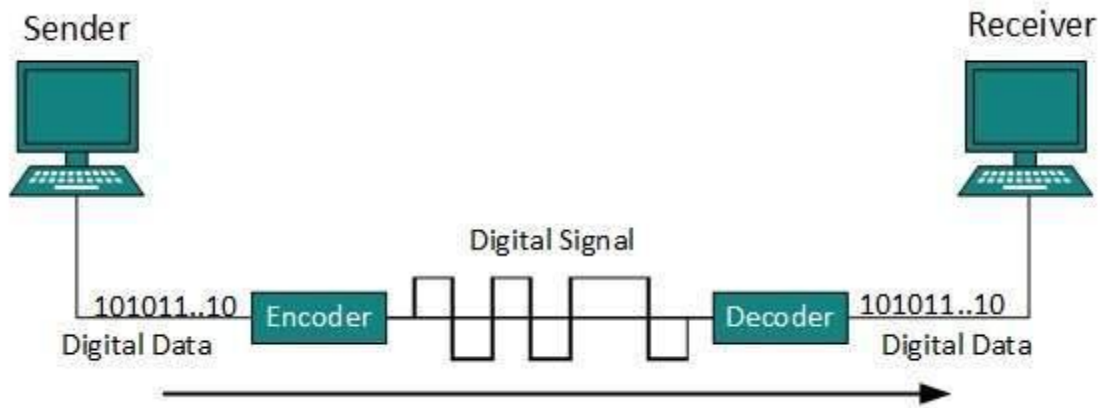 Sender
Receiver
Digital Signal
101011..10
Encoder
Decoder
101011..10
Digital Data
Digital Data